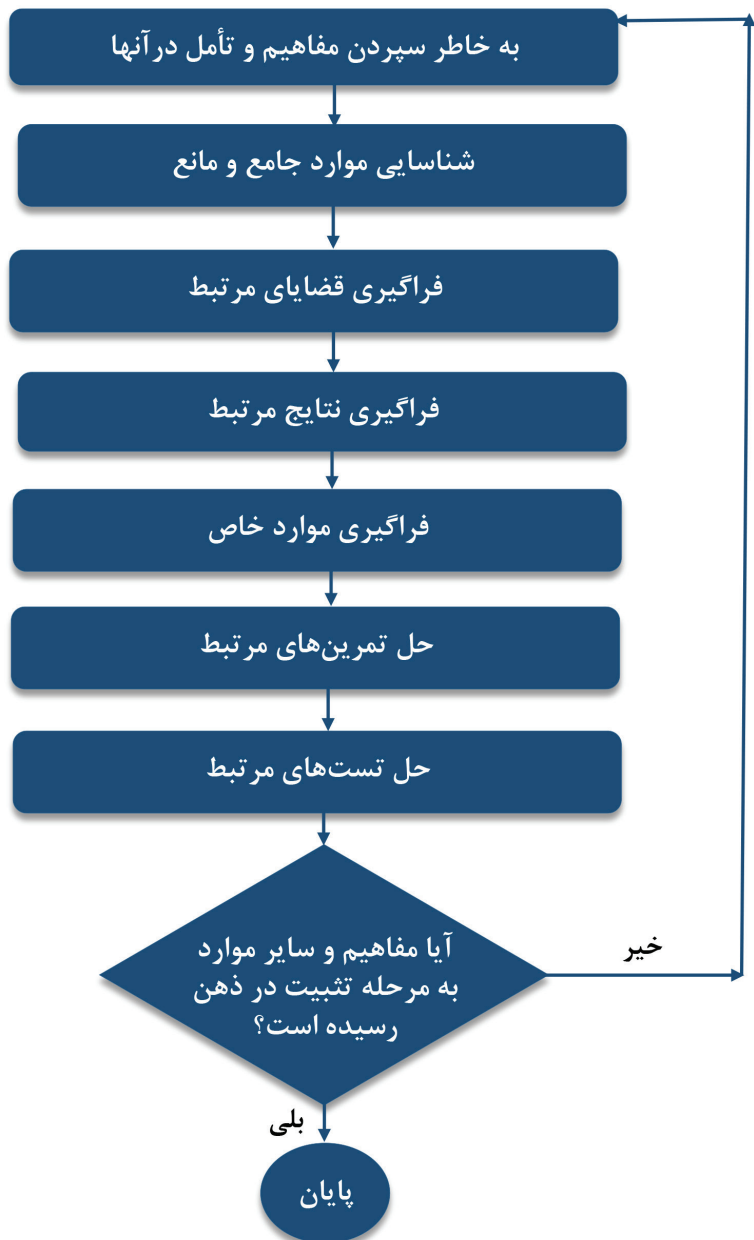 به خاطر سپردن مفاهیم و تأمل درآنها
شناسایی موارد جامع و مانع
فراگیری قضایای مرتبط
فراگیری نتایج مرتبط
فراگیری موارد خاص
حل تمرین‌های مرتبط
حل تست‌های مرتبط
آیا مفاهیم و سایر موارد
به مرحله تثبیت در ذهن
رسیده است؟
خیر
بلی
پایان